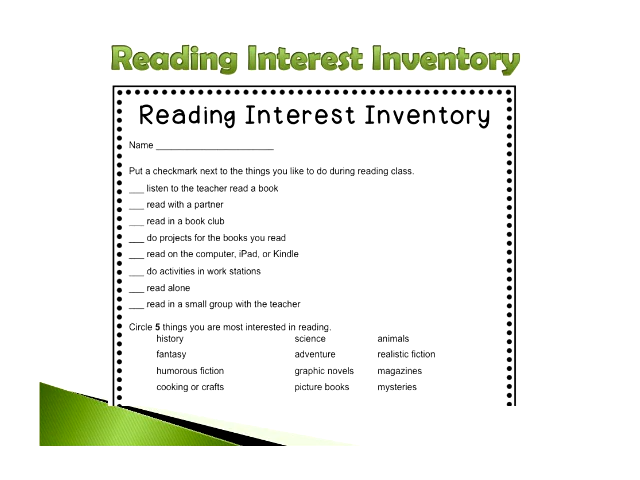 Reading Interest Inventory
Reading Interest Inventory
Name ________________________
Put a checkmark next to the things you like to do during reading class.
___ listen to the teacher read a book
___ read with a partner
___ read in a book club
___ do projects for the books you read
___ read on the computer, iPad, or Kindle
___ do activities in work stations
___ read alone
___ read in a small group with the teacher
Circle 5 things you are most interested in reading.
history science animals
fantasy adventure realistic fiction
humorous fiction graphic novels magazines
cooking or crafts picture books mysteries